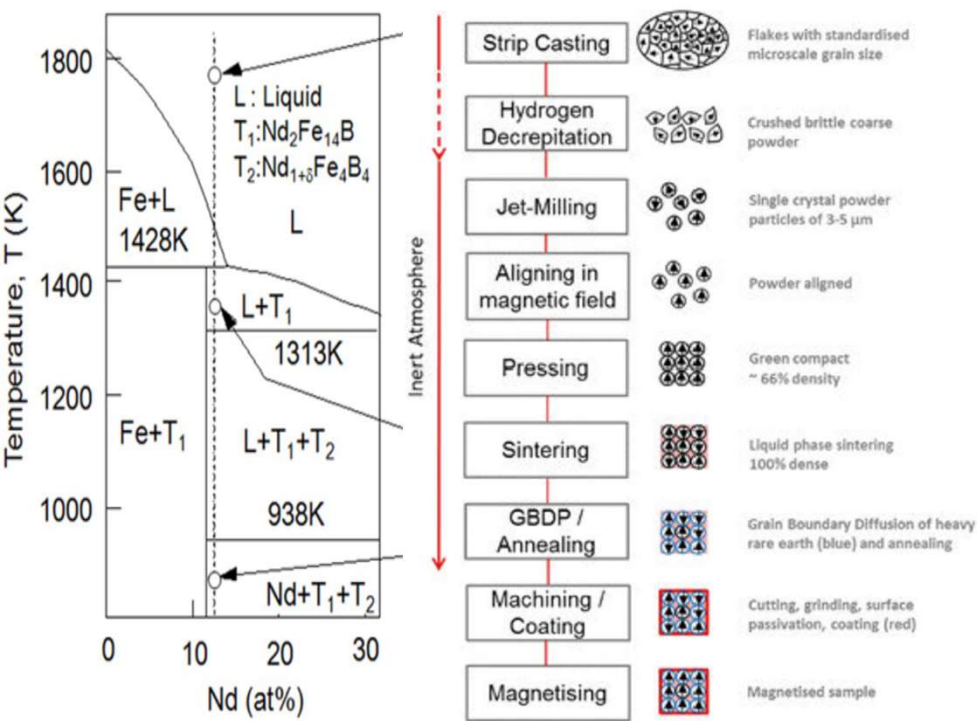 1800
1600
1400
1200
1000
Temperature, T (K)
0
10
20
30
Nd (at%)
L : Liquid
T₁:Nd₂Fe₁₄B
T₂:Nd₁₊δFe₄B₄
Fe+L
1428K
L
L+T₁
1313K
Fe+T₁
L+T₁+T₂
938K
Nd+T₁+T₂
Inert Atmosphere
Strip Casting
Flakes with standardised
microscale grain size
Hydrogen
Decrepitation
Crushed brittle coarse
powder
Jet-Milling
Single crystal powder
particles of 3-5 µm
Aligning in
magnetic field
Powder aligned
Pressing
Green compact
~ 66% density
Sintering
Liquid phase sintering
100% dense
GBDP /
Annealing
Grain Boundary Diffusion of heavy
rare earth (blue) and annealing
Machining /
Coating
Cutting, grinding, surface
passivation, coating (red)
Magnetising
Magnetised sample